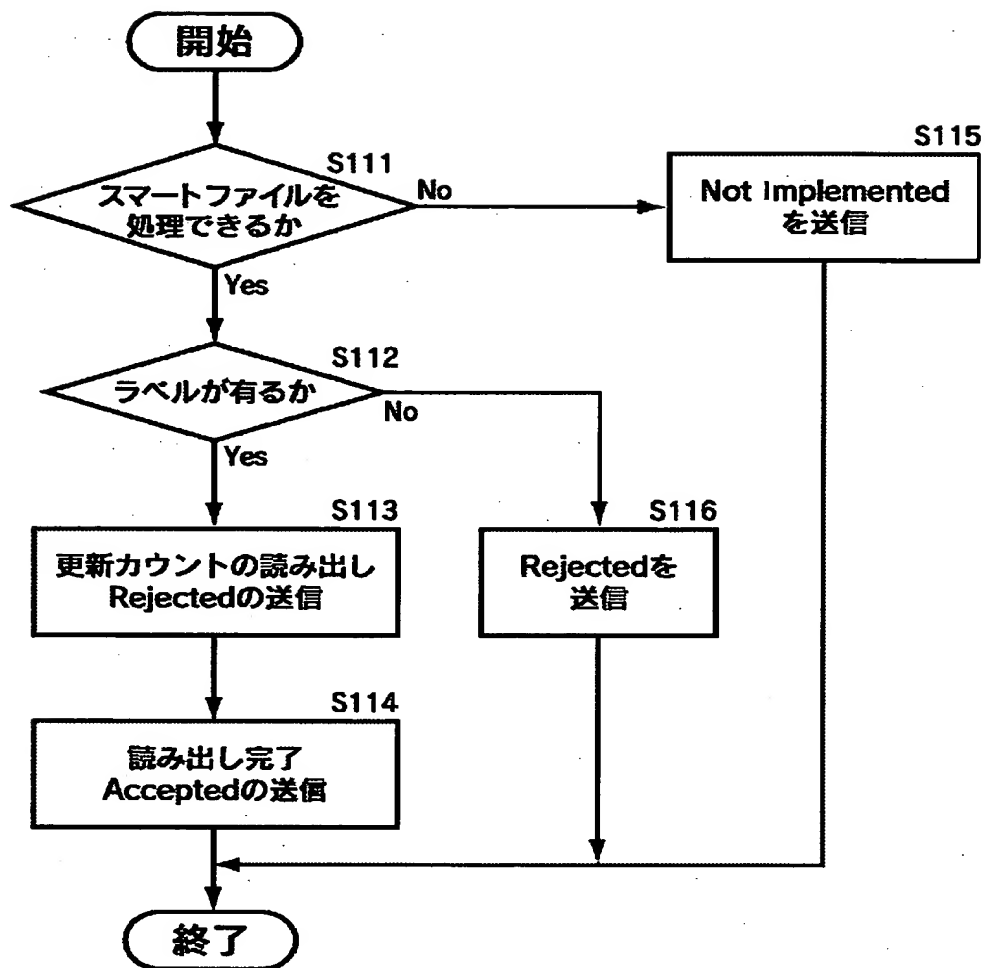 開始
S111
スマートファイルを
処理できるか
No
Yes
S115
Not Implemented
を送信
S112
ラベルが有るか
No
Yes
S113
更新カウントの読み出し
Rejectedの送信
S116
Rejectedを
送信
S114
読み出し完了
Acceptedの送信
終了